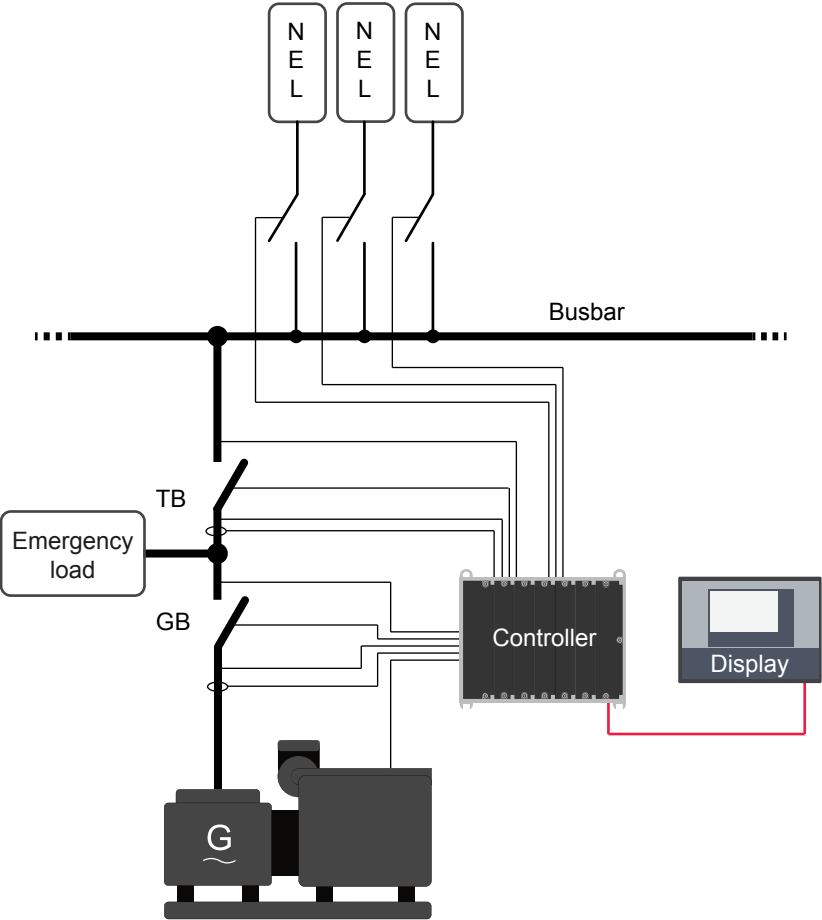 N
E
L
N
E
L
N
E
L
Busbar
TB
Emergency
load
GB
Controller
Display
G